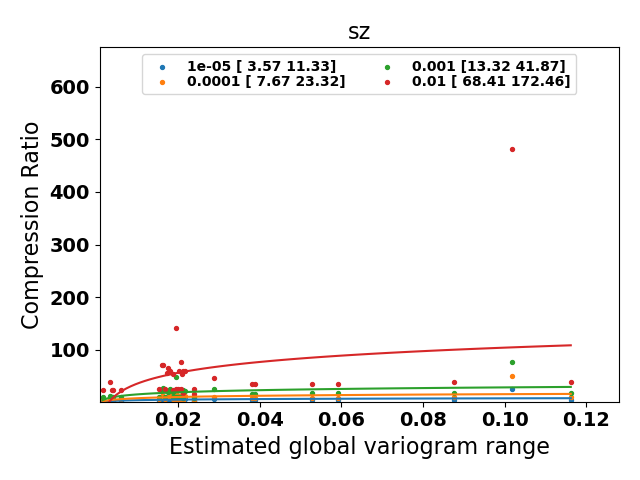 sz
1e-05 [ 3.57 11.33]
0.0001 [ 7.67 23.32]
0.001 [13.32 41.87]
0.01 [ 68.41 172.46]
Compression Ratio
600
500
400
300
200
100
0.02 0.04 0.06 0.08 0.10 0.12
Estimated global variogram range